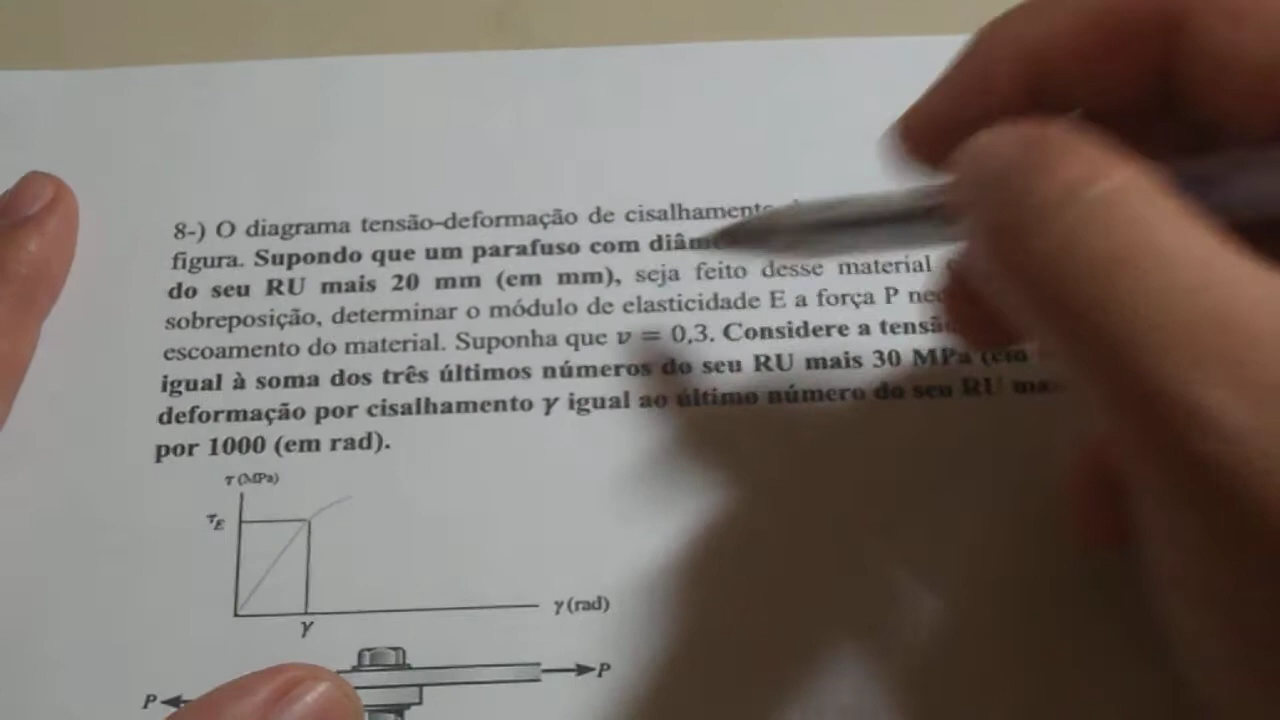 8-) O diagrama tensão-deformação de cisalhamento
figura. Supondo que um parafuso com
do seu RU mais 20 mm (em mm), seja feito desse material
sobreposição, determinar o módulo de elasticidade E a força P
escoamento do material. Suponha que ν = 0,3. Considere a
igual à soma dos três últimos números do seu RU mais 30 MPa (em
deformação por cisalhamento γ igual ao último número do seu RU
por 1000 (em rad).
τ (MPa)
τE
γ (rad)
γ
P
P